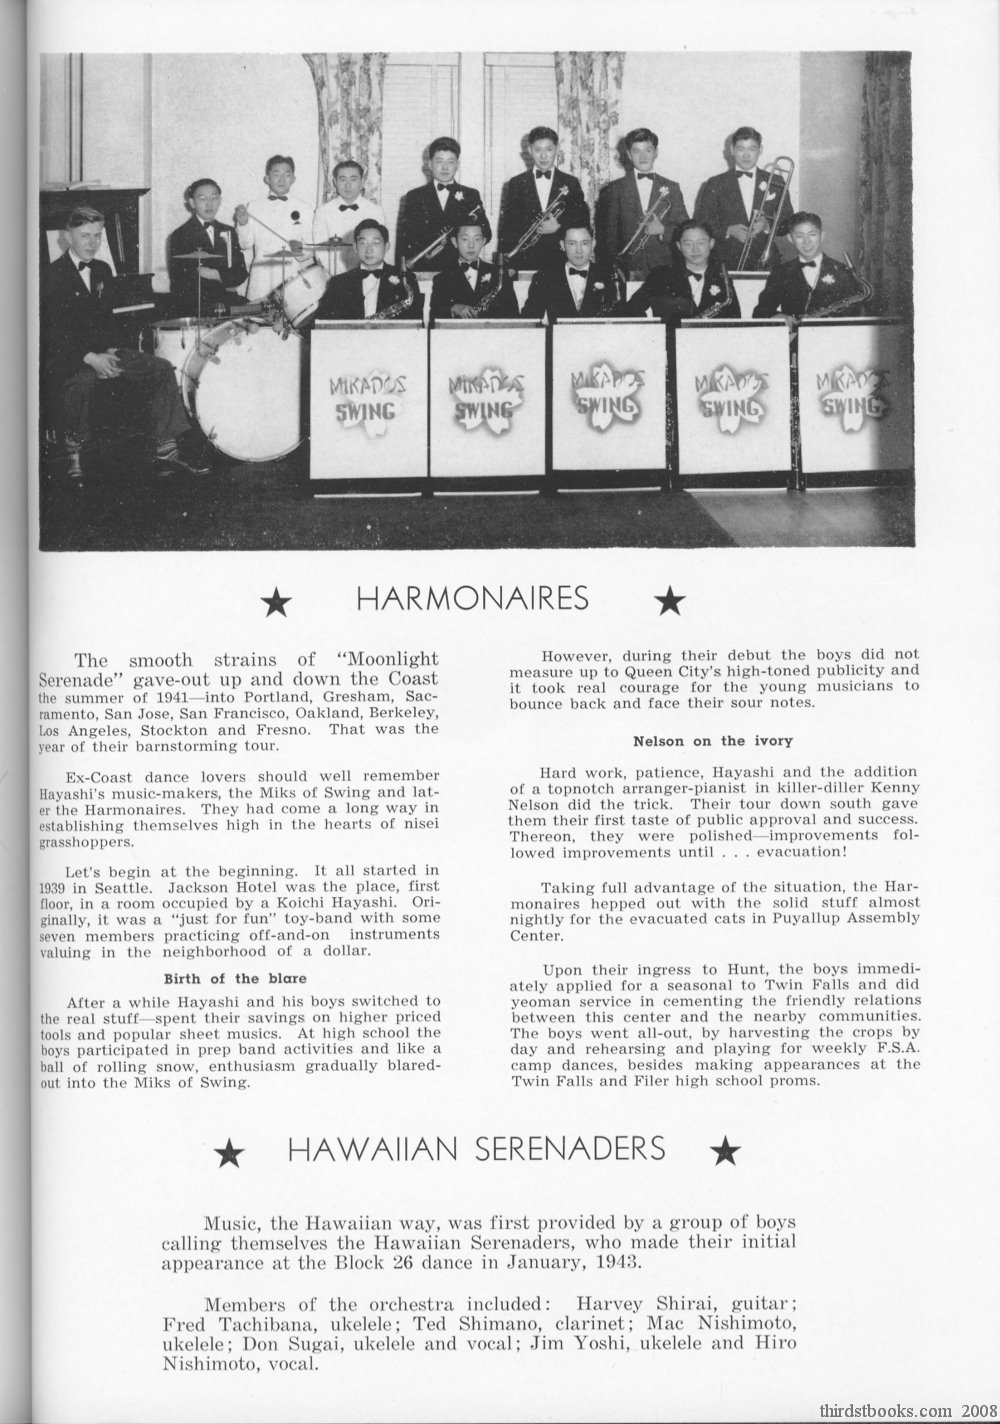 MIKADOS
SWING
MIKADOS
SWING
MIKADOS
SWING
MIKADOS
SWING
MIKADOS
SWING
HARMONAIRES
The smooth strains of “Moonlight
Serenade” gave-out up and down the Coast
the summer of 1941—into Portland, Gresham, Sac-
ramento, San Jose, San Francisco, Oakland, Berkeley,
Los Angeles, Stockton and Fresno. That was the
year of their barnstorming tour.
Ex-Coast dance lovers should well remember
Hayashi's music-makers, the Miks of Swing and lat-
er the Harmonaires. They had come a long way in
establishing themselves high in the hearts of nisei
grasshoppers.
Let's begin at the beginning. It all started in
1939 in Seattle. Jackson Hotel was the place, first
floor, in a room occupied by a Koichi Hayashi. Ori-
ginally, it was a “just for fun” toy-band with some
seven members practicing off-and-on instruments
valuing in the neighborhood of a dollar.
Birth of the blare
After a while Hayashi and his boys switched to
the real stuff—spent their savings on higher priced
tools and popular sheet musics. At high school the
boys participated in prep band activities and like a
ball of rolling snow, enthusiasm gradually blared-
out into the Miks of Swing.
However, during their debut the boys did not
measure up to Queen City's high-toned publicity and
it took real courage for the young musicians to
bounce back and face their sour notes.
Nelson on the ivory
Hard work, patience, Hayashi and the addition
of a topnotch arranger-pianist in killer-diller Kenny
Nelson did the trick. Their tour down south gave
them their first taste of public approval and success.
Thereon, they were polished—improvements fol-
lowed improvements until . . . evacuation!
Taking full advantage of the situation, the Har-
monaires hepped out with the solid stuff almost
nightly for the evacuated cats in Puyallup Assembly
Center.
Upon their ingress to Hunt, the boys immedi-
ately applied for a seasonal to Twin Falls and did
yeoman service in cementing the friendly relations
between this center and the nearby communities.
The boys went all-out, by harvesting the crops by
day and rehearsing and playing for weekly F.S.A.
camp dances, besides making appearances at the
Twin Falls and Filer high school proms.
HAWAIIAN SERENADERS
Music, the Hawaiian way, was first provided by a group of boys
calling themselves the Hawaiian Serenaders, who made their initial
appearance at the Block 26 dance in January, 1943.
Members of the orchestra included: Harvey Shirai, guitar;
Fred Tachibana, ukelele; Ted Shimano, clarinet; Mac Nishimoto,
ukelele; Don Sugai, ukelele and vocal; Jim Yoshi, ukelele and Hiro
Nishimoto, vocal.
thirdstbooks.com 2008